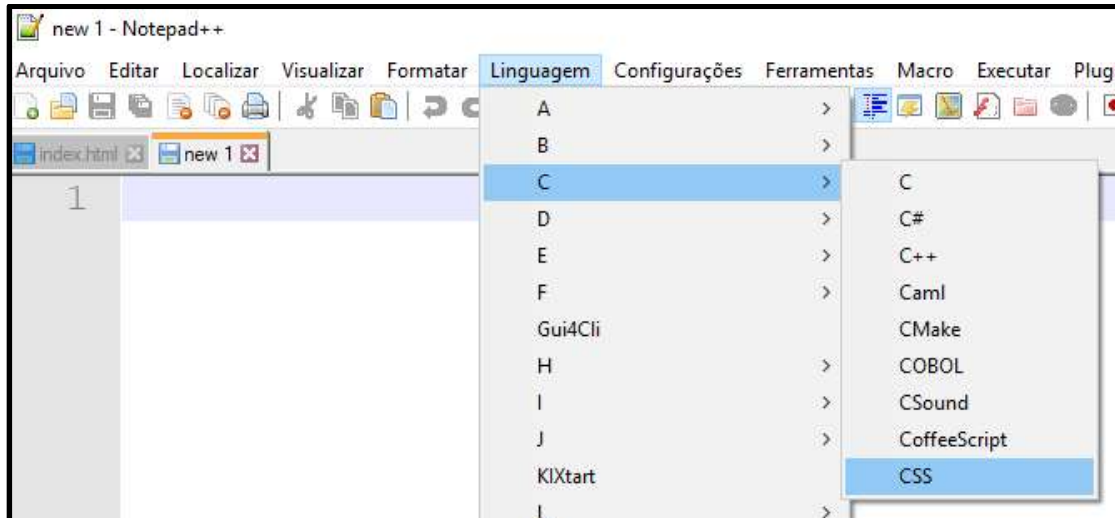 new 1 - Notepad++
Arquivo Editar Localizar Visualizar Formatar Linguagem Configurações Ferramentas Macro Executar Plug
index.html new 1
1
A
B
C
D
E
F
Gui4Cli
H
I
J
KIXtart
L
C
C#
C++
Caml
CMake
COBOL
CSound
CoffeeScript
CSS